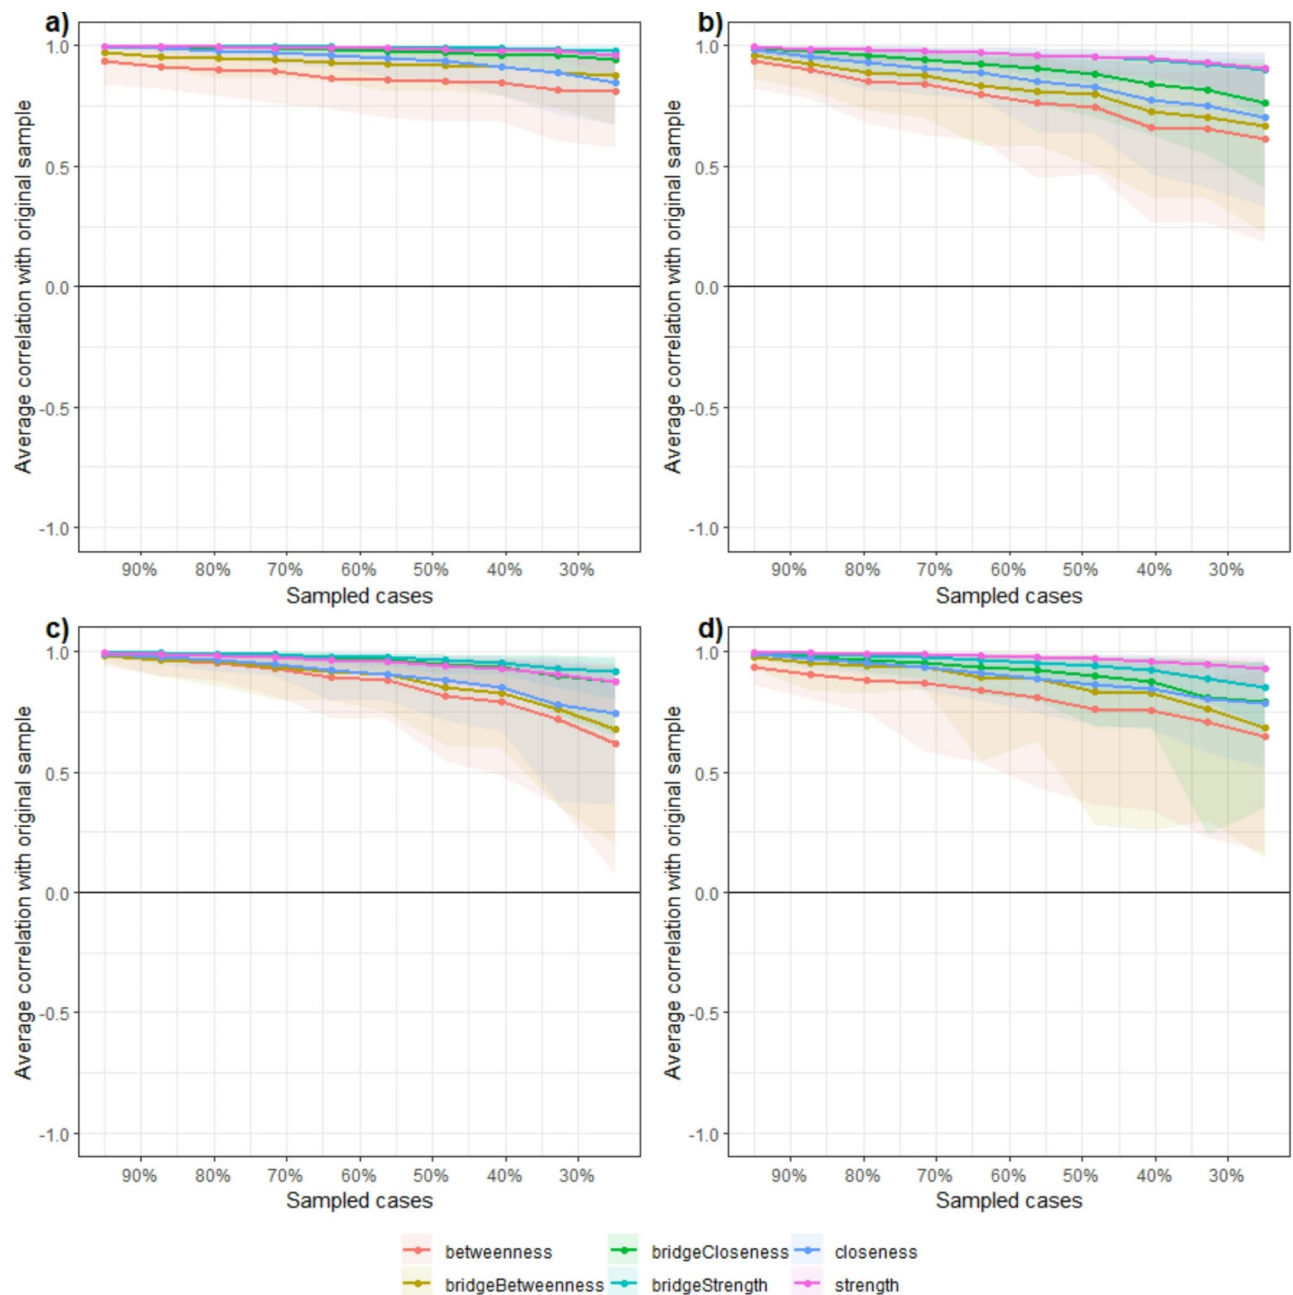 a)
Average correlation with original sample
1.0
0.5
0.0
-0.5
-1.0
90% 80% 70% 60% 50% 40% 30%
Sampled cases
b)
Average correlation with original sample
1.0
0.5
0.0
-0.5
-1.0
90% 80% 70% 60% 50% 40% 30%
Sampled cases
c)
Average correlation with original sample
1.0
0.5
0.0
-0.5
-1.0
90% 80% 70% 60% 50% 40% 30%
Sampled cases
d)
Average correlation with original sample
1.0
0.5
0.0
-0.5
-1.0
90% 80% 70% 60% 50% 40% 30%
Sampled cases
betweenness bridgeCloseness closeness
bridgeBetweenness bridgeStrength strength